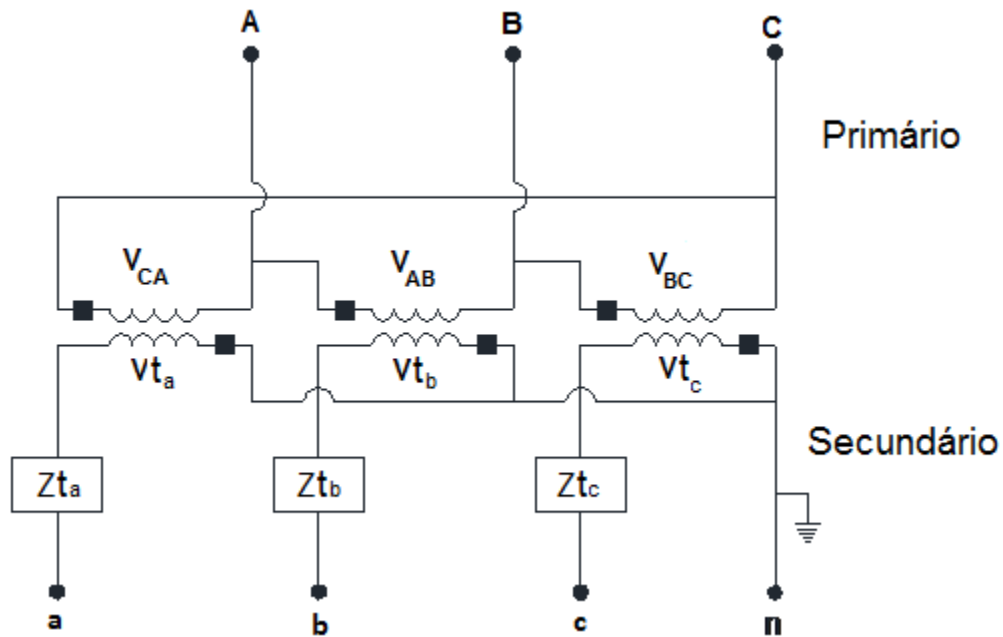 A B C
Primário
V_CA V_AB V_BC
Vt_a Vt_b Vt_c
Secundário
Zt_a Zt_b Zt_c
a b c n